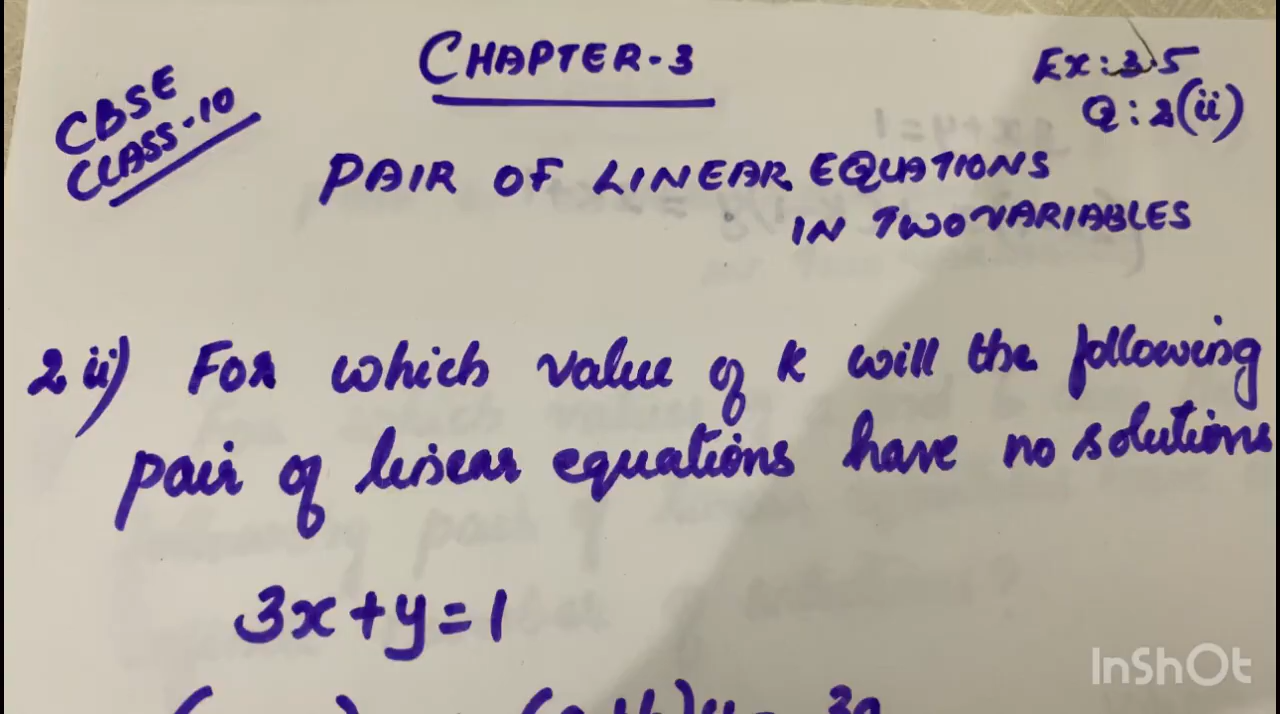 CHAPTER-3
CBSE
CLASS-10
Ex:3.5
Q:2(ii)
PAIR OF LINEAR EQUATIONS
IN TWO VARIABLES
2 ii) For which value of k will the following
pair of linear equations have no solutions
3x+y=1
InShOt